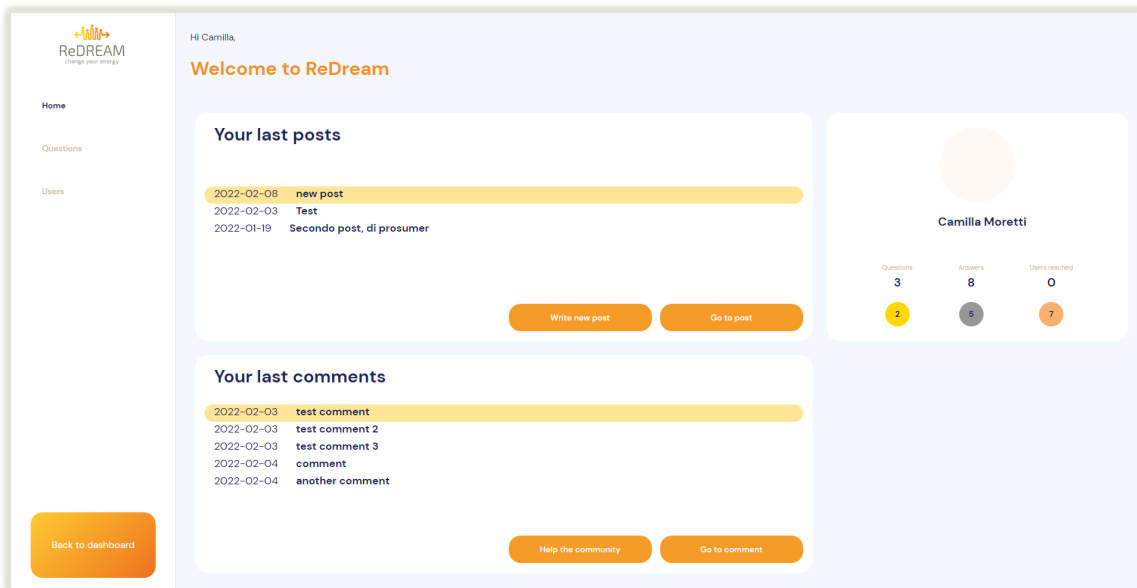 ReDREAM
change your energy
Home
Questions
Users
Back to dashboard
Hi Camilla,
Welcome to ReDream
Your last posts
2022-02-08 new post
2022-02-03 Test
2022-01-19 Secondo post, di prosumer
Write new post Go to post
Your last comments
2022-02-03 test comment
2022-02-03 test comment 2
2022-02-03 test comment 3
2022-02-04 comment
2022-02-04 another comment
Help the community Go to comment
Camilla Moretti
Questions Answers Users reached
3 8 0
2 5 7